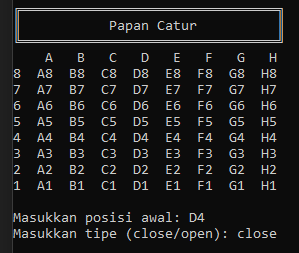 Papan Catur
A B C D E F G H
8 A8 B8 C8 D8 E8 F8 G8 H8
7 A7 B7 C7 D7 E7 F7 G7 H7
6 A6 B6 C6 D6 E6 F6 G6 H6
5 A5 B5 C5 D5 E5 F5 G5 H5
4 A4 B4 C4 D4 E4 F4 G4 H4
3 A3 B3 C3 D3 E3 F3 G3 H3
2 A2 B2 C2 D2 E2 F2 G2 H2
1 A1 B1 C1 D1 E1 F1 G1 H1
Masukkan posisi awal: D4
Masukkan tipe (close/open): close